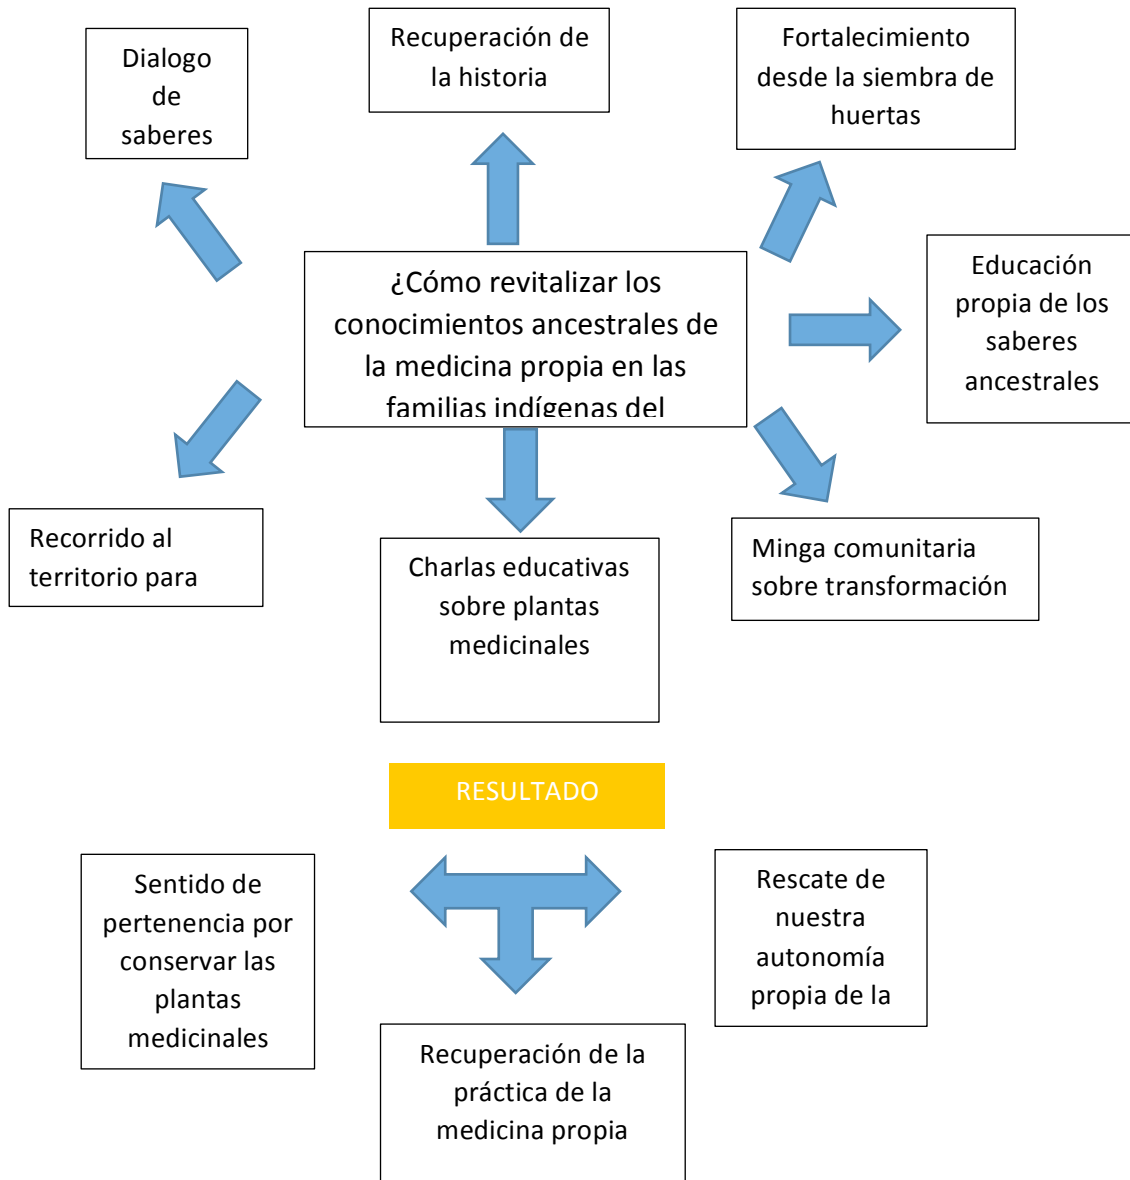 Dialogo
de
saberes
Recuperación de
la historia
Fortalecimiento
desde la siembra de
huertas
¿Cómo revitalizar los
conocimientos ancestrales de
la medicina propia en las
familias indígenas del
Educación
propia de los
saberes
ancestrales
Recorrido al
territorio para
Charlas educativas
sobre plantas
medicinales
Minga comunitaria
sobre transformación
RESULTADO
Sentido de
pertenencia por
conservar las
plantas
medicinales
Rescate de
nuestra
autonomía
propia de la
Recuperación de la
práctica de la
medicina propia